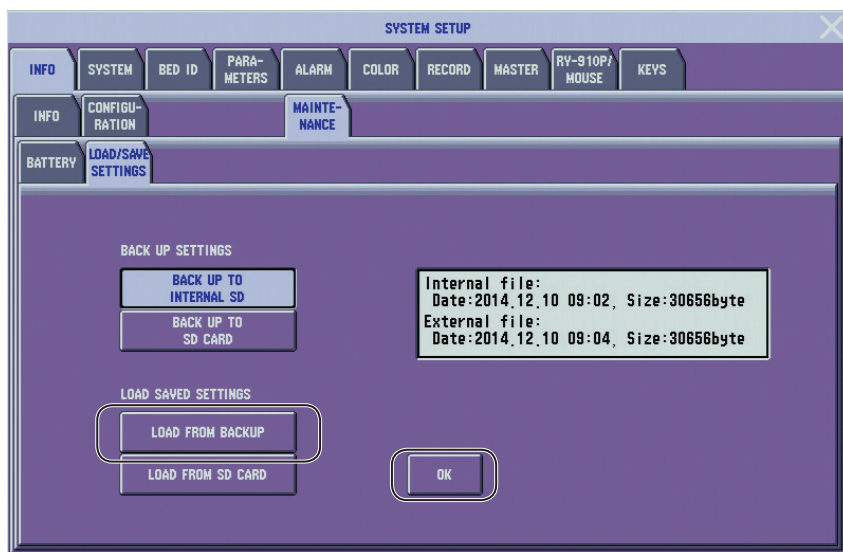 SYSTEM SETUP
INFO
SYSTEM
BED ID
PARA-
METERS
ALARM
COLOR
RECORD
MASTER
RY-910P/
MOUSE
KEYS
INFO
CONFIGU-
RATION
MAINTE-
NANCE
BATTERY
LOAD/SAVE
SETTINGS
BACK UP SETTINGS
BACK UP TO
INTERNAL SD
BACK UP TO
SD CARD
Internal file:
Date:2014.12.10 09:02, Size:30656byte
External file:
Date:2014.12.10 09:04, Size:30656byte
LOAD SAVED SETTINGS
LOAD FROM BACKUP
LOAD FROM SD CARD
OK